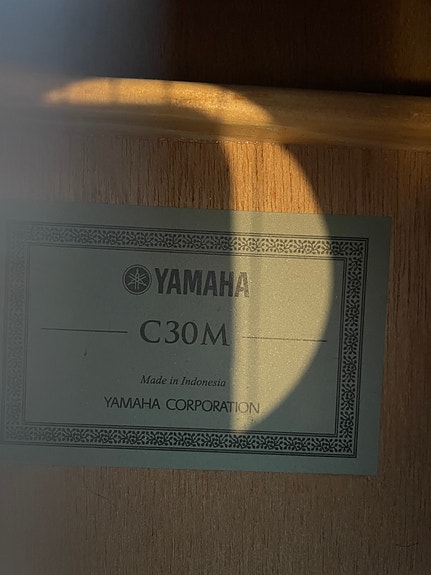 YAMAHA
C30M
Made in Indonesia
YAMAHA CORPORATION